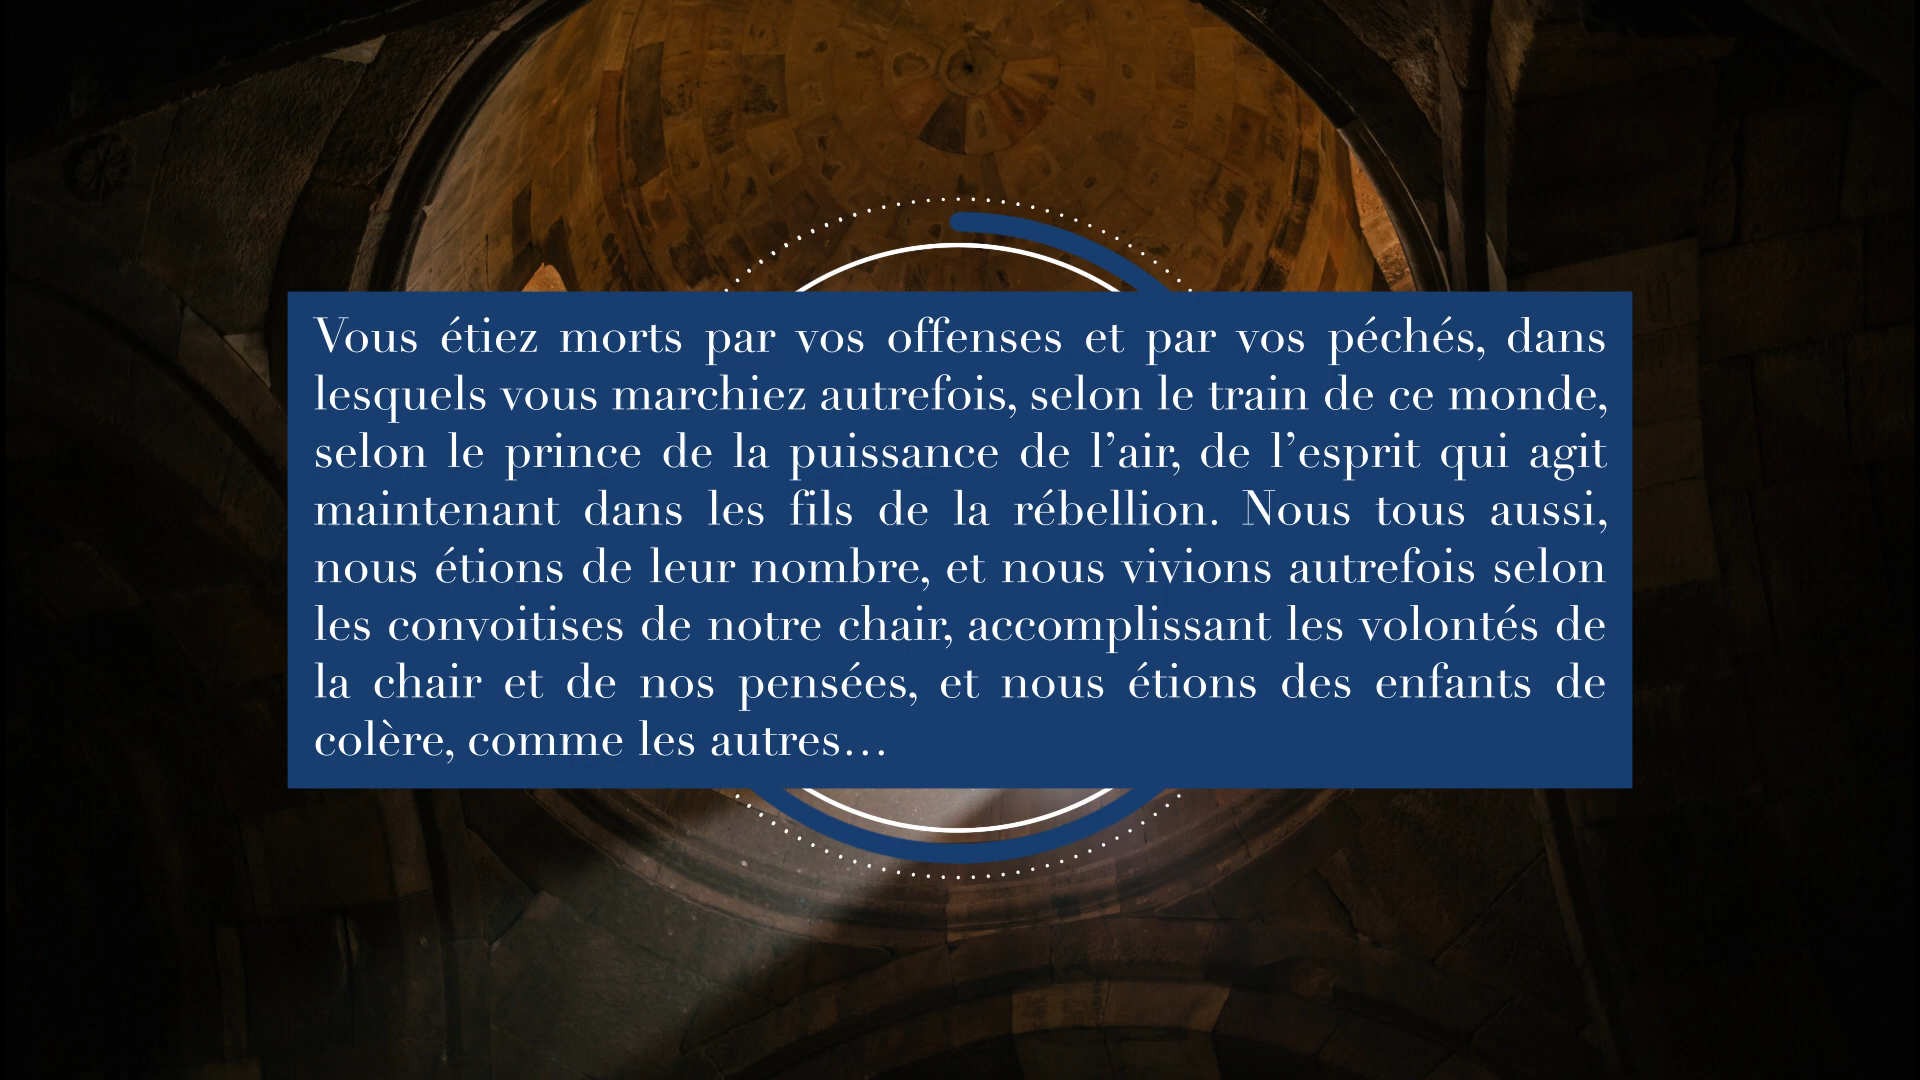 Vous étiez morts par vos offenses et par vos péchés, dans
lesquels vous marchiez autrefois, selon le train de ce monde,
selon le prince de la puissance de l’air, de l’esprit qui agit
maintenant dans les fils de la rébellion. Nous tous aussi,
nous étions de leur nombre, et nous vivions autrefois selon
les convoitises de notre chair, accomplissant les volontés de
la chair et de nos pensées, et nous étions des enfants de
colère, comme les autres…